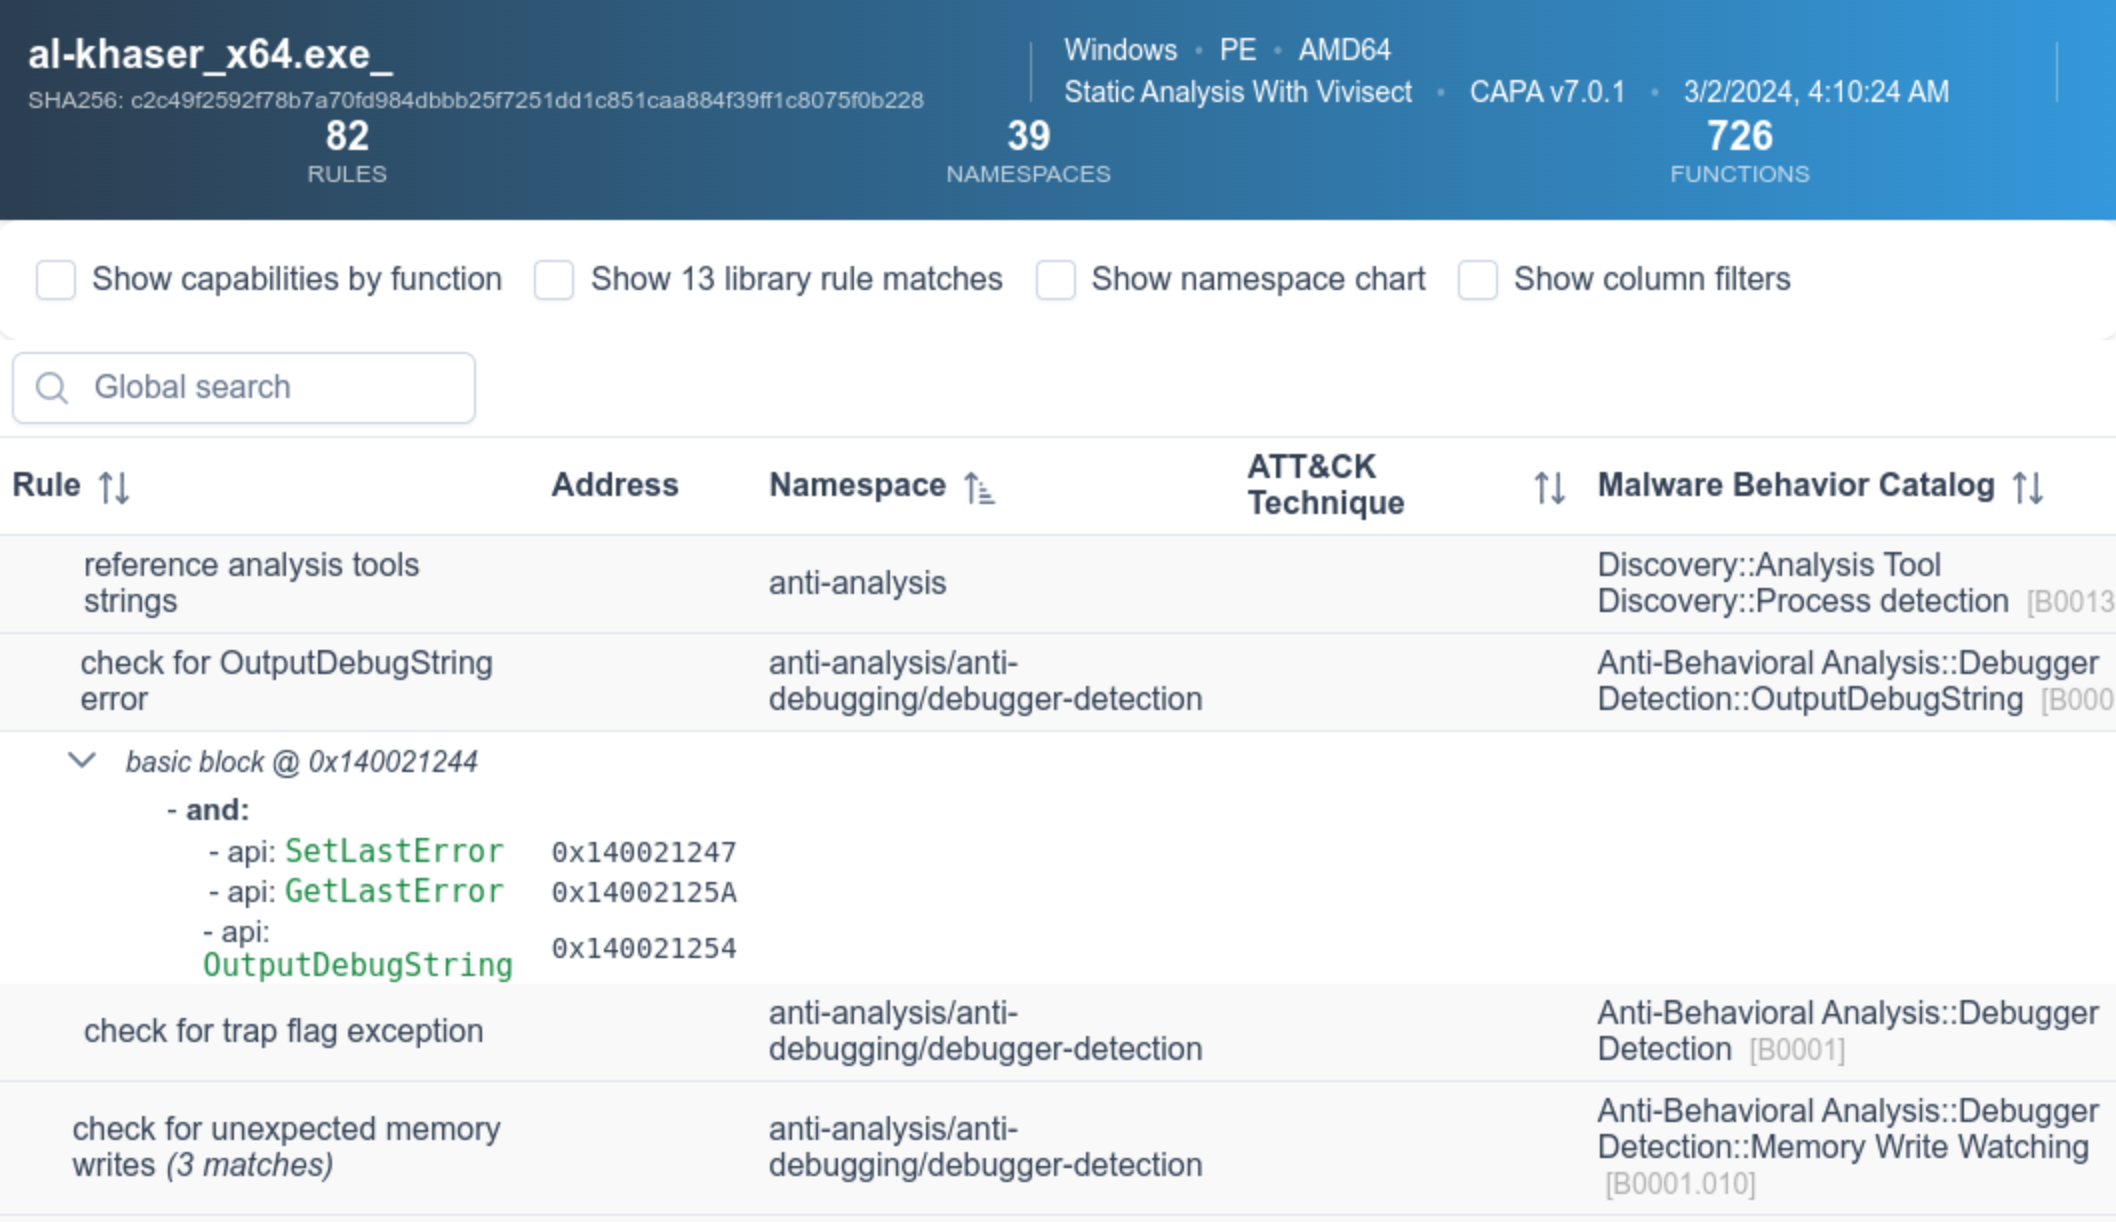 al-khaser_x64.exe_
SHA256: c2c49f2592f78b7a70fd984dbbb25f7251dd1c851caa884f39ff1c8075f0b228
Windows • PE • AMD64
Static Analysis With Vivisect • CAPA v7.0.1 • 3/2/2024, 4:10:24 AM
82
RULES
39
NAMESPACES
726
FUNCTIONS
Show capabilities by function
Show 13 library rule matches
Show namespace chart
Show column filters
Global search
Rule
Address
Namespace
ATT&CK
Technique
Malware Behavior Catalog
reference analysis tools
strings
anti-analysis
Discovery::Analysis Tool
Discovery::Process detection [B0013
check for OutputDebugString
error
anti-analysis/anti-
debugging/debugger-detection
Anti-Behavioral Analysis::Debugger
Detection::OutputDebugString [B000
basic block @ 0x140021244
- and:
- api: SetLastError 0x140021247
- api: GetLastError 0x14002125A
- api:
OutputDebugString
0x140021254
check for trap flag exception
anti-analysis/anti-
debugging/debugger-detection
Anti-Behavioral Analysis::Debugger
Detection [B0001]
check for unexpected memory
writes (3 matches)
anti-analysis/anti-
debugging/debugger-detection
Anti-Behavioral Analysis::Debugger
Detection::Memory Write Watching
[B0001.010]